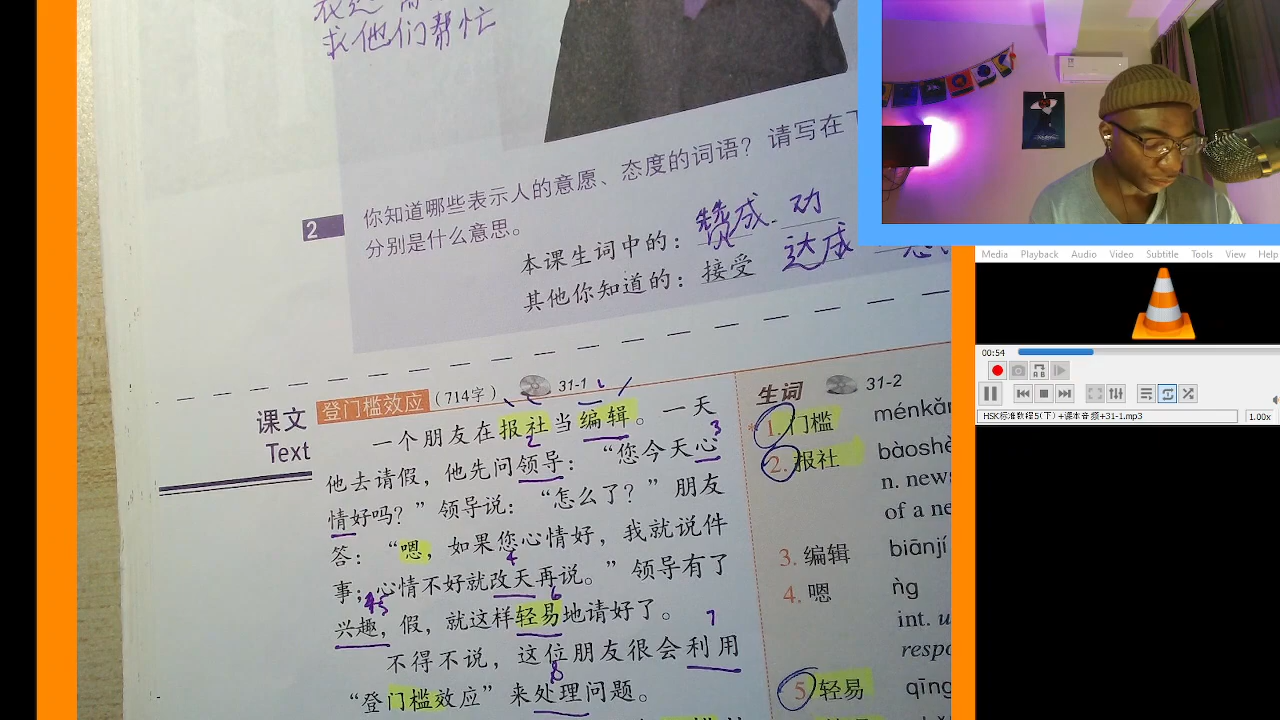 求他们帮忙
2
你知道哪些表示人的意愿、态度的词语？请写在
分别是什么意思。
本课生词中的：赞成、
其他你知道的：接受 达成
课文
Text
登门槛效应（714字） 31-1
一个朋友在报社当编辑。一天
他去请假，他先问领导：“您今天心
情好吗？”领导说：“怎么了？”朋友
答：“嗯，如果您心情好，我就说件
事；心情不好就改天再说。”领导有了
兴趣，假，就这样轻易地请好了。
不得不说，这位朋友很会利用
“登门槛效应”来处理问题。
1 2 3 4 5 6 7 8
生词 31-2
*1. 门槛 ménkǎn
2. 报社 bàoshè
n. news
of a ne
3. 编辑 biānjí
4. 嗯 ǹg
int. u
respo
5. 轻易 qīng
Media Playback Audio Video Subtitle Tools View Help
00:54
HSK标准教程5(下)+课本音频+31-1.mp3
1.00x